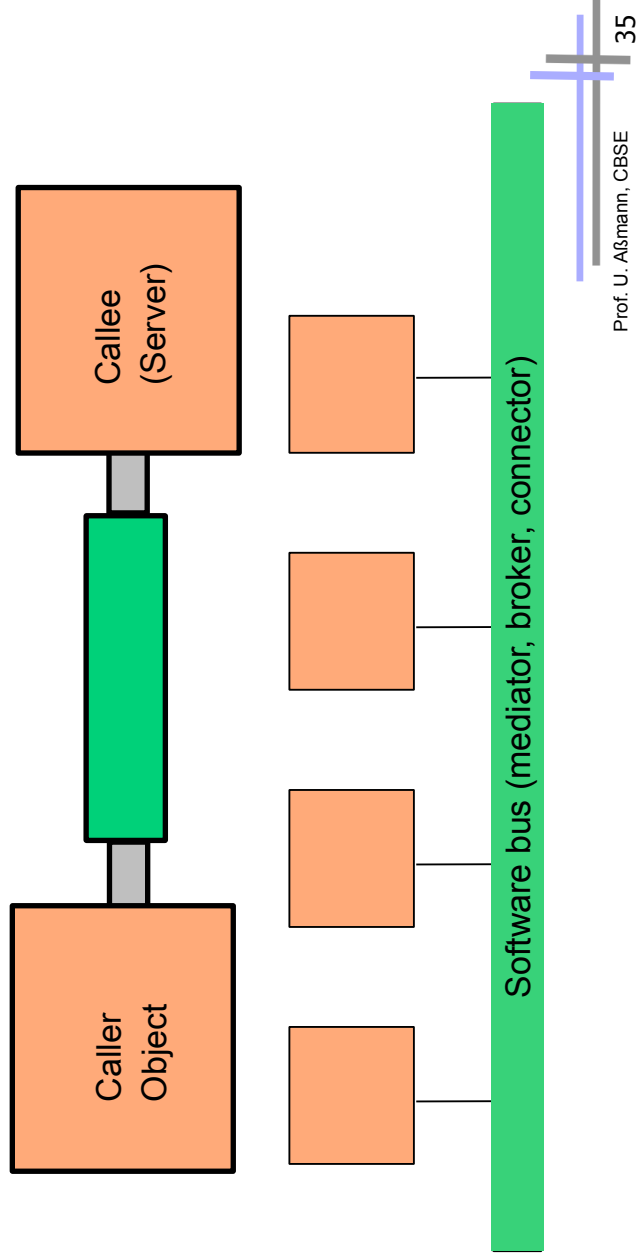 Caller
Object
Callee
(Server)
Software bus (mediator, broker, connector)
Prof. U. Aßmann, CBSE
35